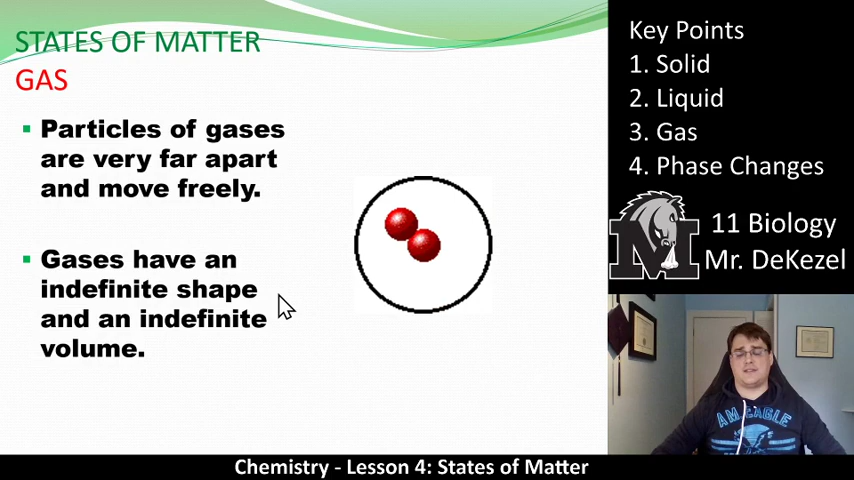 STATES OF MATTER
GAS
Particles of gases
are very far apart
and move freely.
Gases have an
indefinite shape
and an indefinite
volume.
Key Points
1. Solid
2. Liquid
3. Gas
4. Phase Changes
M
11 Biology
Mr. DeKezel
AM EAGLE
Chemistry - Lesson 4: States of Matter